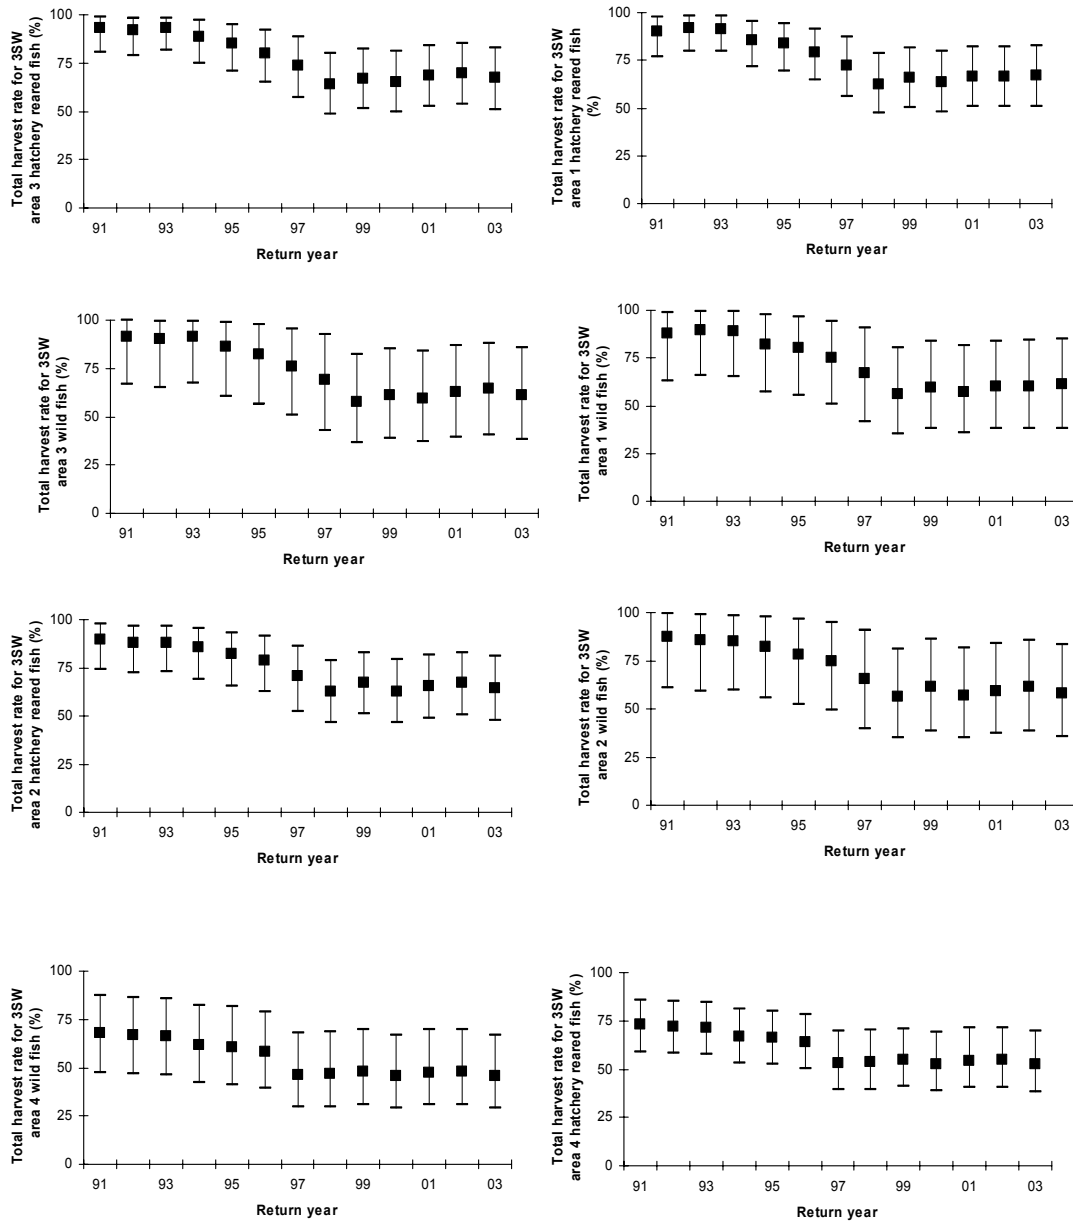 Total harvest rate for 3SW
area 3 hatchery reared fish (%)
100
75
50
25
0
91 93 95 97 99 01 03
Return year
Total harvest rate for 3SW
area 1 hatchery reared fish
(%)
100
75
50
25
0
91 93 95 97 99 01 03
Return year
Total harvest rate for 3SW
area 3 wild fish (%)
100
75
50
25
0
91 93 95 97 99 01 03
Return year
Total harvest rate for 3SW
area 1 wild fish (%)
100
75
50
25
0
91 93 95 97 99 01 03
Return year
Total harvest rate for 3SW
area 2 hatchery reared fish (%)
100
75
50
25
0
91 93 95 97 99 01 03
Return year
Total harvest rate for 3SW
area 2 wild fish (%)
100
75
50
25
0
91 93 95 97 99 01 03
Return year
Total harvest rate for 3SW
area 4 wild fish (%)
100
75
50
25
0
91 93 95 97 99 01 03
Return year
Total harvest rate for 3SW
area 4 hatchery reared fish (%)
100
75
50
25
0
91 93 95 97 99 01 03
Return year